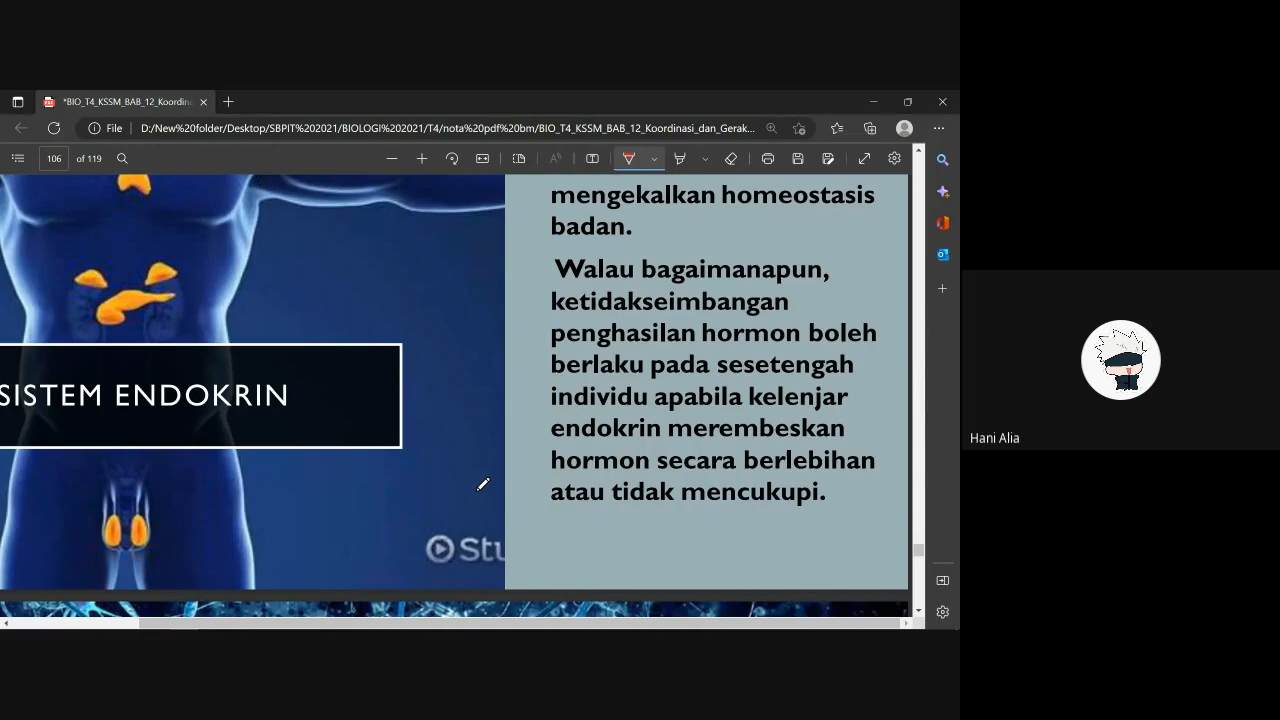 *BIO_T4_KSSM_BAB_12_Koordin
File
D:/New%20folder/Desktop/SBPIT%202021/BIOLOGI%202021/T4/nota%20pdf%20bm/BIO_T4_KSSM_BAB_12_Koordinasi_dan_Gerak...
106 of 119
mengekalkan homeostasis
badan.
Walau bagaimanapun,
ketidakseimbangan
penghasilan hormon boleh
berlaku pada sesetengah
individu apabila kelenjar
endokrin merembeskan
hormon secara berlebihan
atau tidak mencukupi.
SISTEM ENDOKRIN
Stu
Hani Alia